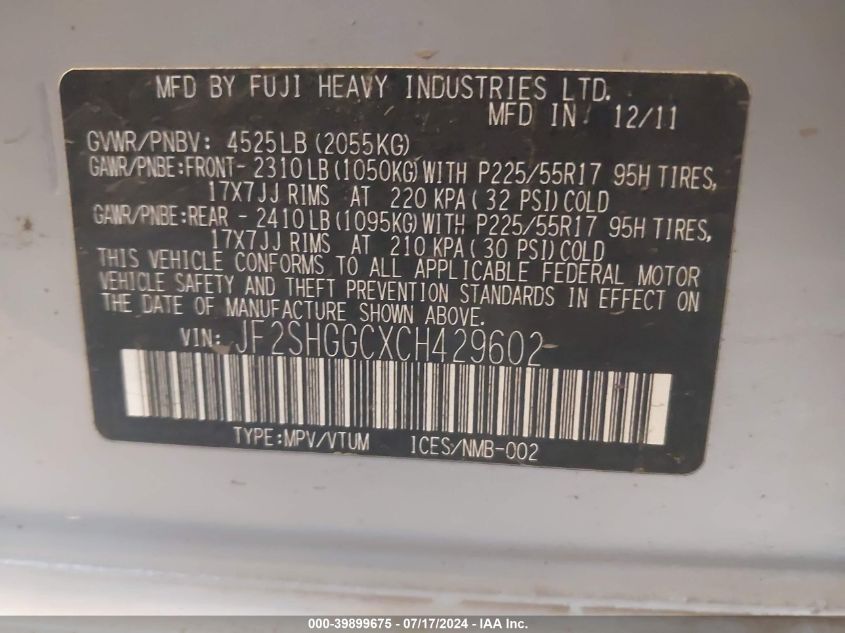 MFD BY FUJI HEAVY INDUSTRIES LTD.
MFD IN 12/11
GVWR/PNBV: 4525LB (2055KG)
GAWR/PNBE:FRONT- 2310LB(1050KG)WITH P225/55R17 95H TIRES,
17X7JJ RIMS AT 220 KPA(32 PSI)COLD
GAWR/PNBE:REAR - 2410LB(1095KG)WITH P225/55R17 95H TIRES,
17X7JJ RIMS AT 210 KPA(30 PSI)COLD
THIS VEHICLE CONFORMS TO ALL APPLICABLE FEDERAL MOTOR
VEHICLE SAFETY AND THEFT PREVENTION STANDARDS IN EFFECT ON
THE DATE OF MANUFACTURE SHOWN ABOVE.
VIN: JF2SHGGCXCH429602
TYPE:MPV/VTUM ICES/NMB-002
000-39899675 - 07/17/2024 - IAA Inc.